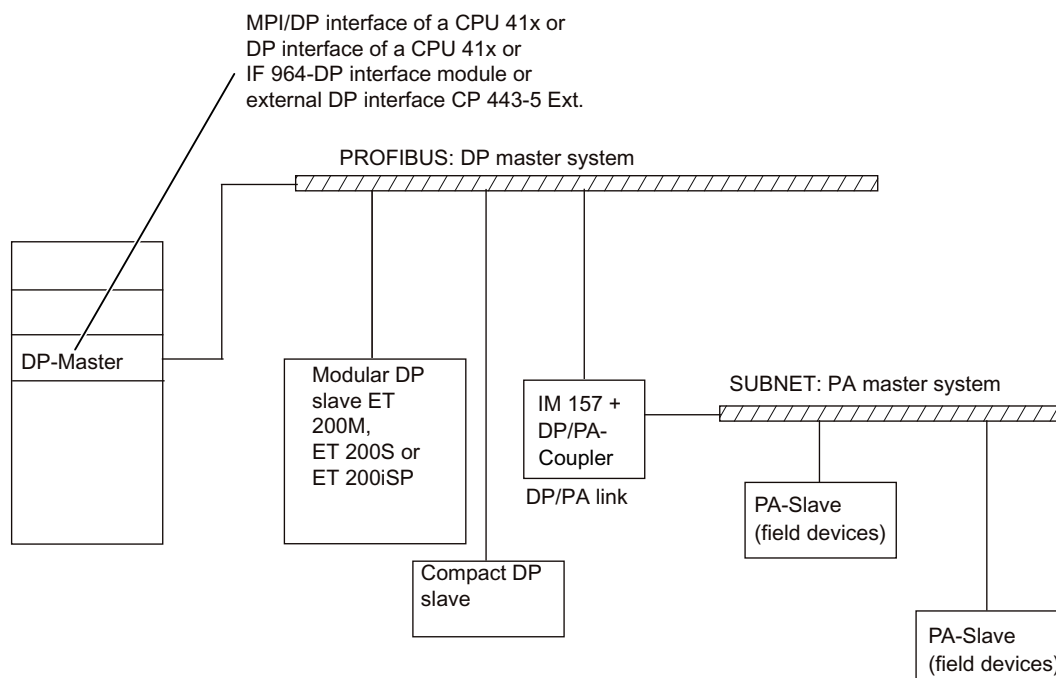 MPI/DP interface of a CPU 41x or
DP interface of a CPU 41x or
IF 964-DP interface module or
external DP interface CP 443-5 Ext.
PROFIBUS: DP master system
DP-Master
Modular DP
slave ET
200M,
ET 200S or
ET 200iSP
IM 157 +
DP/PA-
Coupler
DP/PA link
SUBNET: PA master system
PA-Slave
(field devices)
Compact DP
slave
PA-Slave
(field devices)